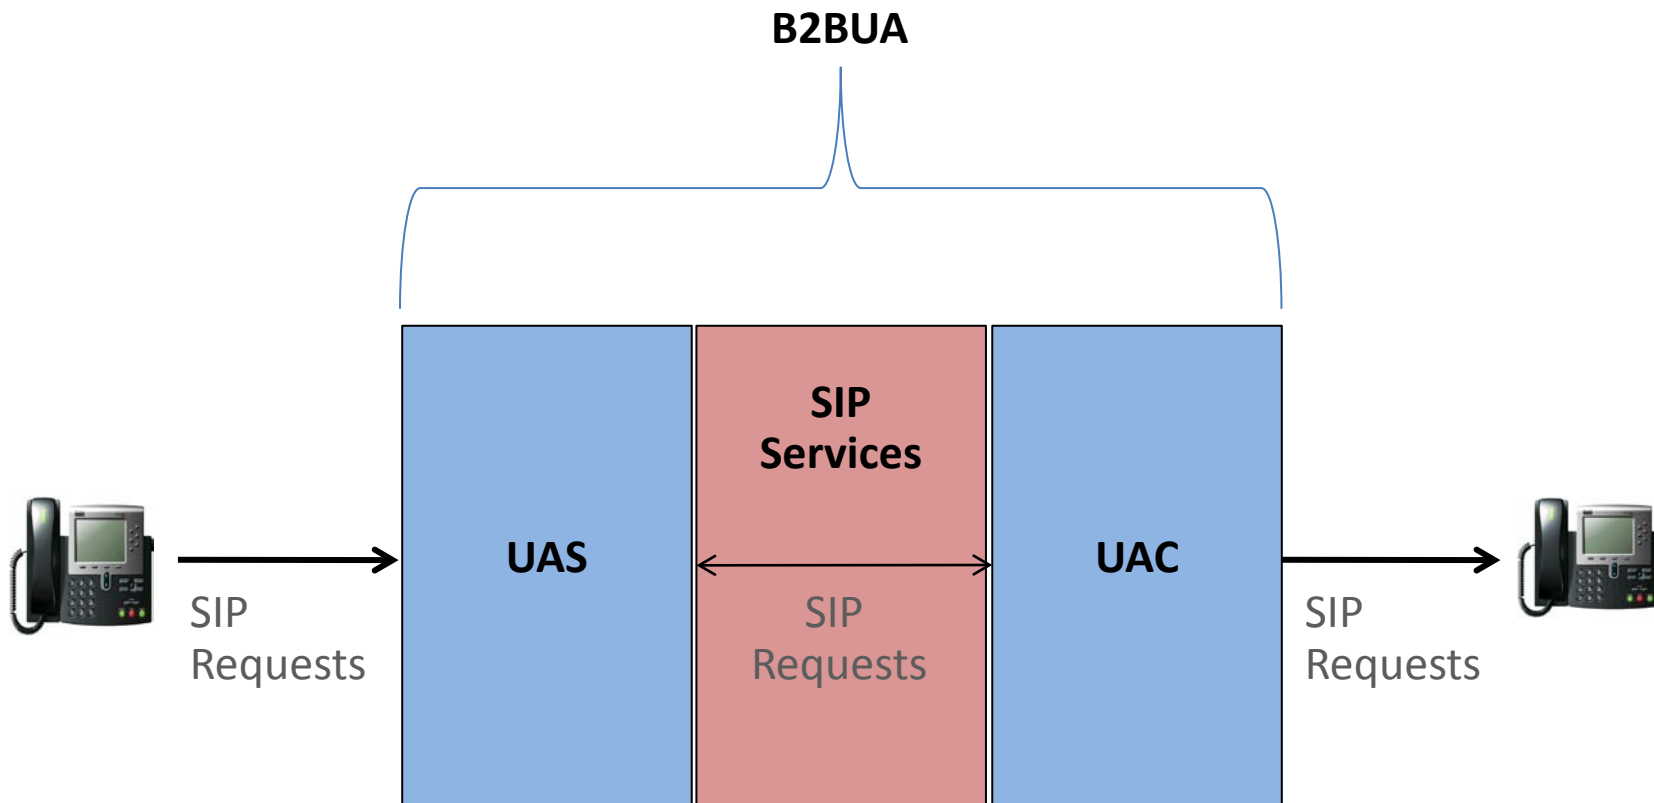 B2BUA
SIP
Services
UAS
UAC
SIP
Requests
SIP
Requests
SIP
Requests